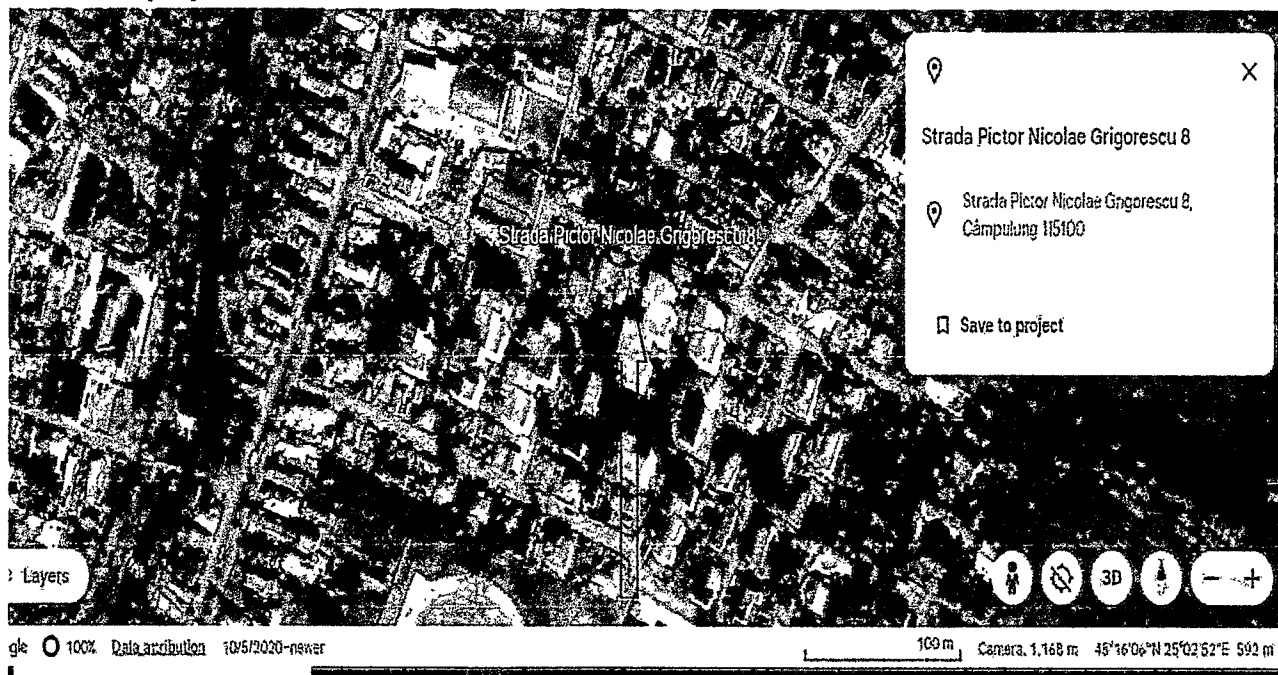 Strada Pictor Nicolae Grigorescu 8
Strada Pictor Nicolae Grigorescu 8,
Câmpulung 115100
Save to project
Strada Pictor Nicolae Grigorescu 8
Layers
3D
gle 100% Data attribution 10/5/2020-newer
100 m Camera: 1,168 m 45°16'06"N 25°02'52"E 592 m